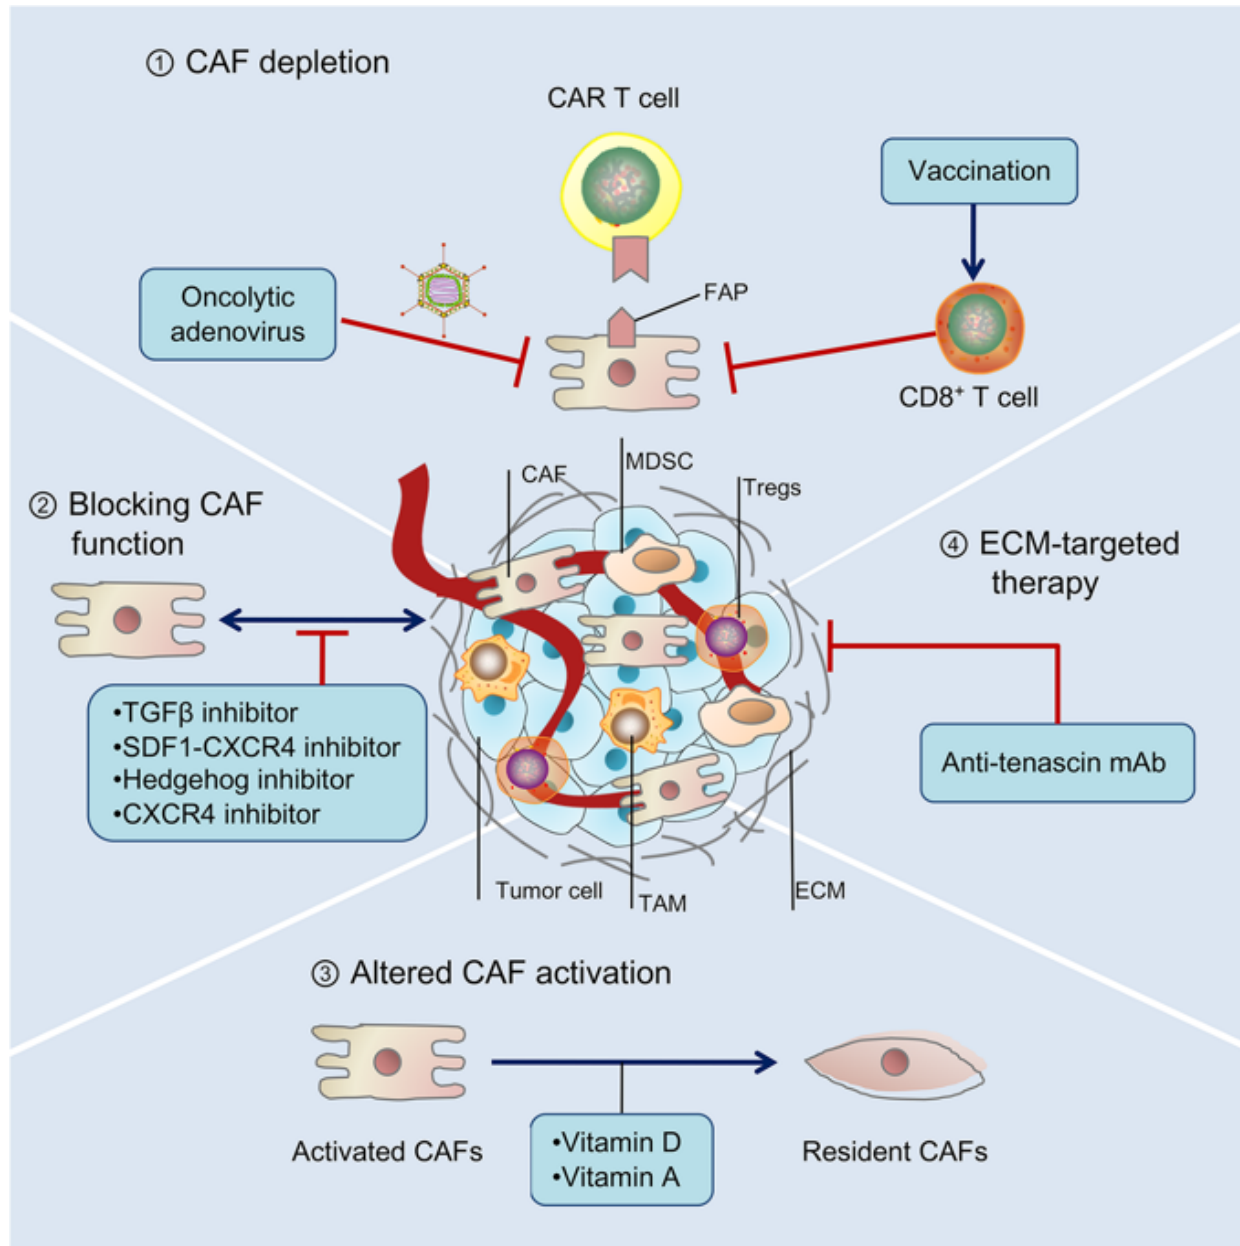 ① CAF depletion
CAR T cell
Vaccination
Oncolytic
adenovirus
FAP
CD8⁺ T cell
② Blocking CAF
function
CAF
MDSC
Tregs
④ ECM-targeted
therapy
•TGFβ inhibitor
•SDF1-CXCR4 inhibitor
•Hedgehog inhibitor
•CXCR4 inhibitor
Anti-tenascin mAb
Tumor cell
TAM
ECM
③ Altered CAF activation
Activated CAFs
•Vitamin D
•Vitamin A
Resident CAFs